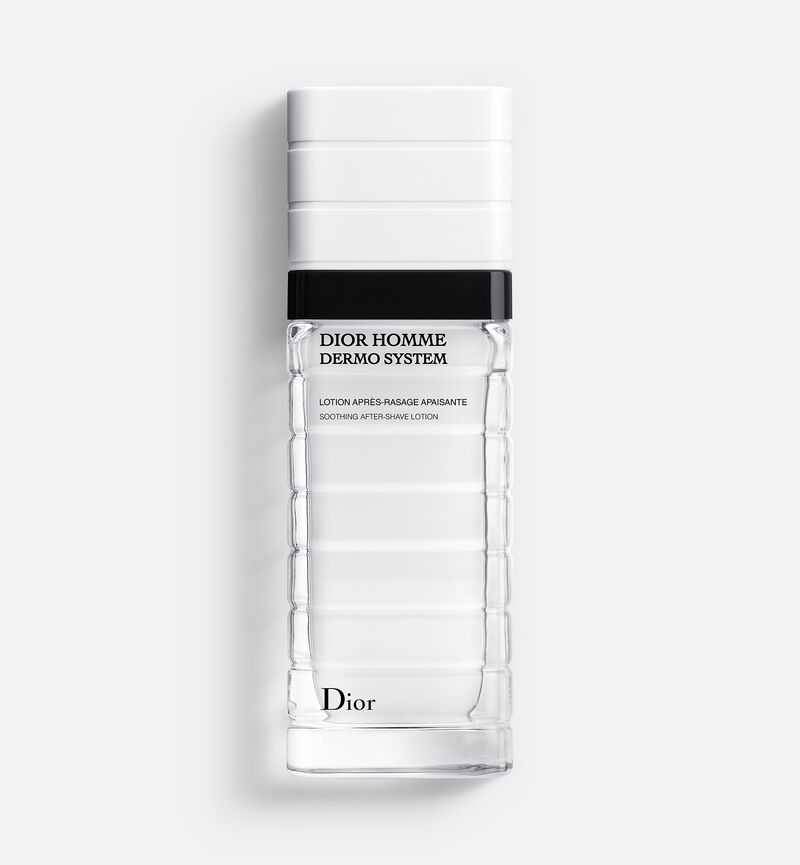 DIOR HOMME
DERMO SYSTEM
LOTION APRÈS-RASAGE APAISANTE
SOOTHING AFTER-SHAVE LOTION
Dior